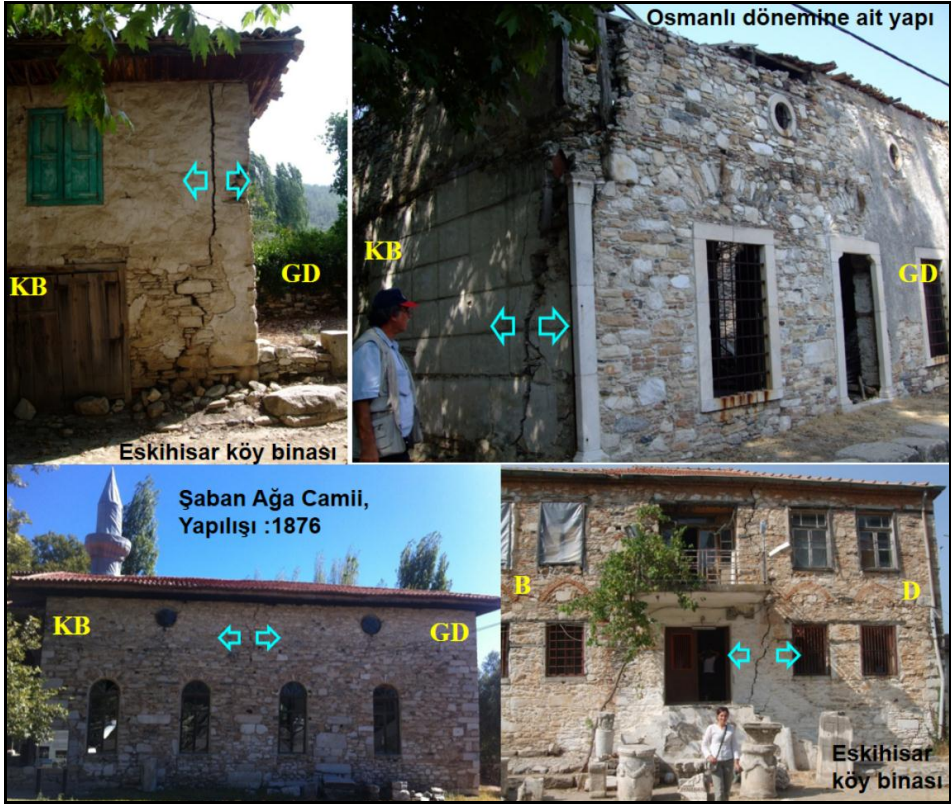 KB
GD
Eskihisar köy binası
Osmanlı dönemine ait yapı
KB
GD
Şaban Ağa Camii,
Yapılışı :1876
KB
GD
B
D
Eskihisar
köy binası